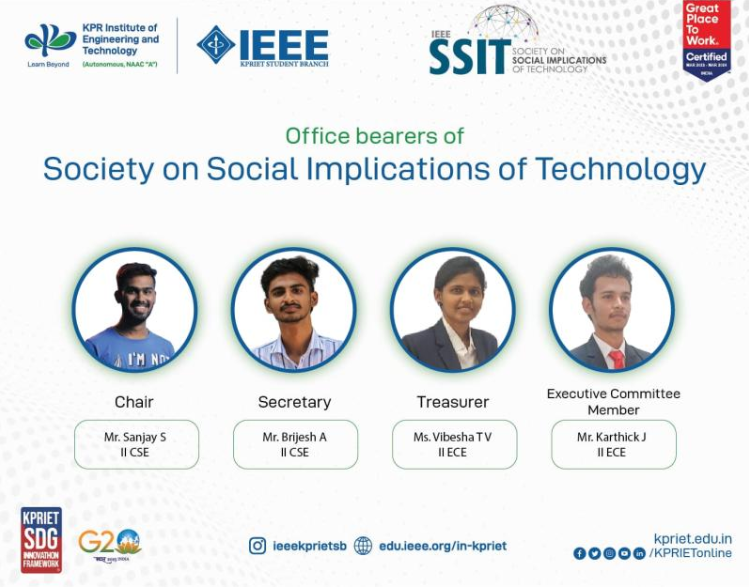 KPR Institute of
Engineering and
Technology
Learn Beyond
(Autonomous, NAAC "A")
IEEE
KPRIET STUDENT BRANCH
IEEE
SSIT
SOCIETY ON
SOCIAL IMPLICATIONS
OF TECHNOLOGY
Great
Place
To
Work.
Certified
INDIA
Office bearers of
Society on Social Implications of Technology
I'M NO
Chair
Secretary
Treasurer
Executive Committee
Member
Mr. Sanjay S
II CSE
Mr. Brijesh A
II CSE
Ms. Vibesha T V
II ECE
Mr. Karthick J
II ECE
KPRIET
SDG
INNOVATION
FRAMEWORK
G20
ieeekprietsb
edu.ieee.org/in-kpriet
kpriet.edu.in
/KPRIETonline